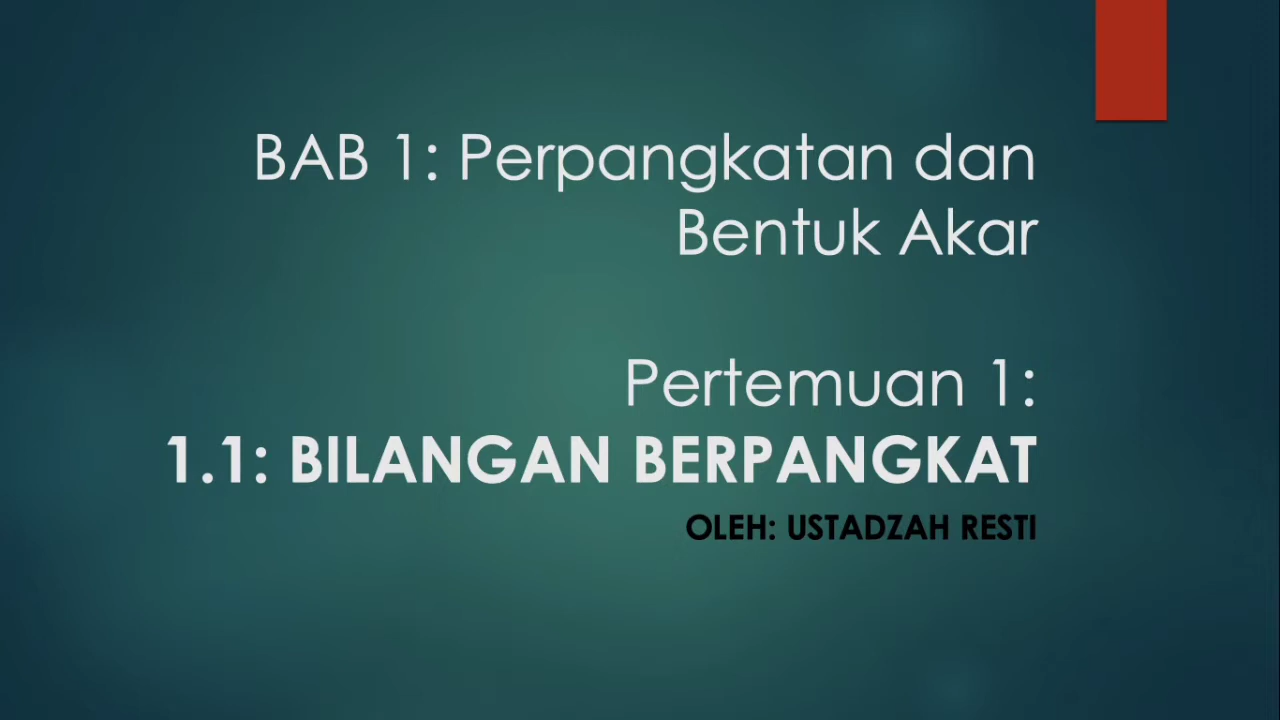 BAB 1: Perpangkatan dan
Bentuk Akar
Pertemuan 1:
1.1: BILANGAN BERPANGKAT
OLEH: USTADZAH RESTI